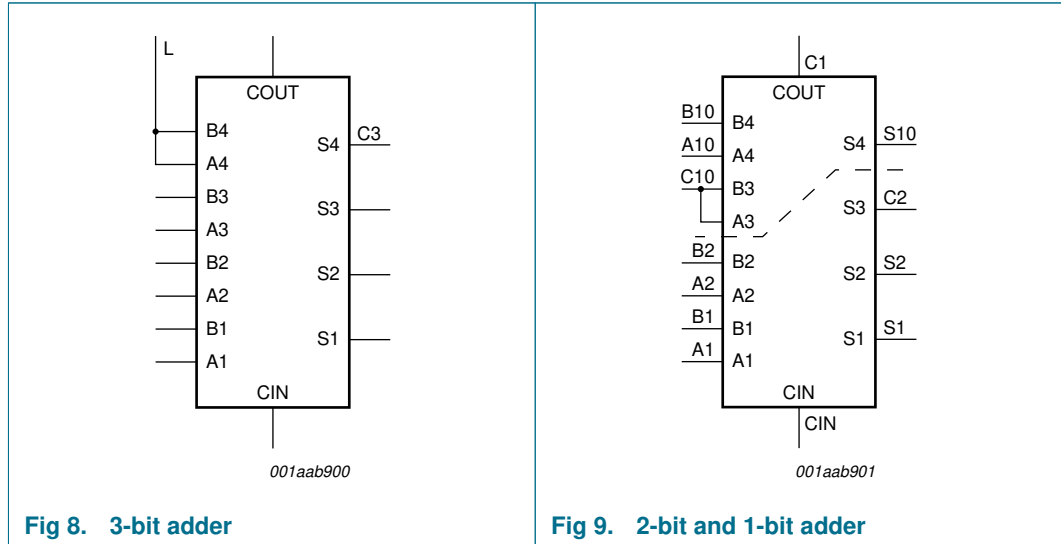 L
COUT
B4
A4
B3
A3
B2
A2
B1
A1
S4
C3
S3
S2
S1
CIN
001aab900
Fig 8. 3-bit adder
C1
COUT
B10
B4
A10
A4
C10
B3
A3
B2
B2
A2
A2
B1
B1
A1
A1
S4
S10
S3
C2
S2
S2
S1
S1
CIN
CIN
001aab901
Fig 9. 2-bit and 1-bit adder